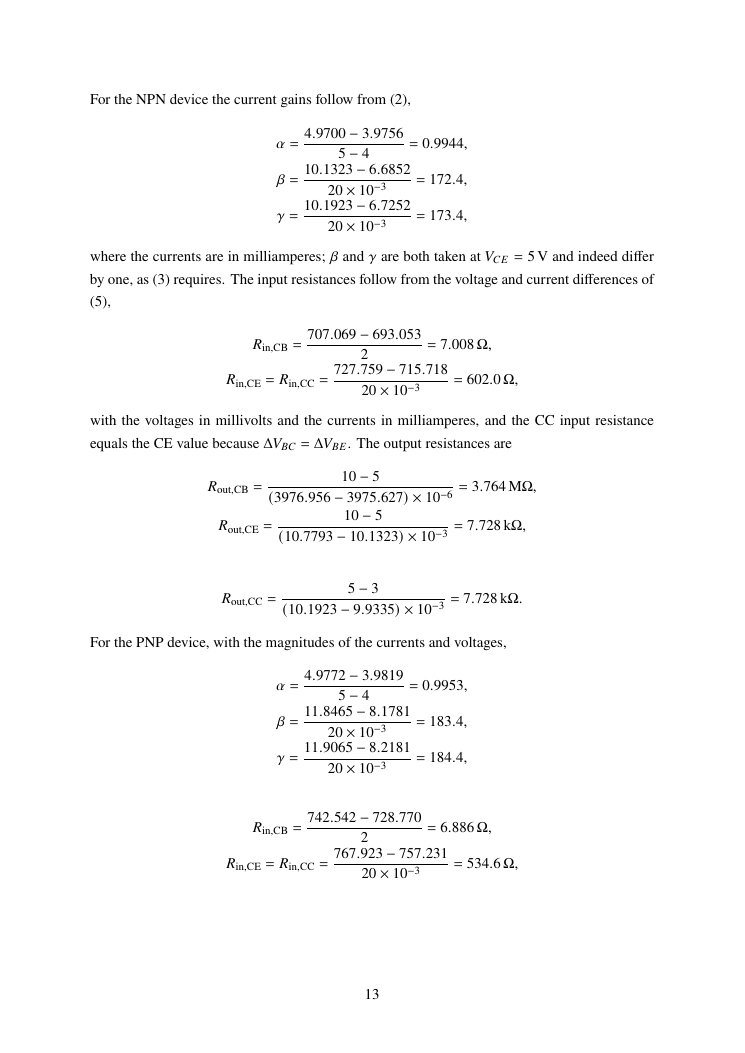 For the NPN device the current gains follow from (2),
α = (4.9700 − 3.9756)/(5 − 4) = 0.9944,
β = (10.1323 − 6.6852)/(20 × 10⁻³) = 172.4,
γ = (10.1923 − 6.7252)/(20 × 10⁻³) = 173.4,
where the currents are in milliamperes; β and γ are both taken at V_CE = 5 V and indeed differ
by one, as (3) requires. The input resistances follow from the voltage and current differences of
(5),
R_in,CB = (707.069 − 693.053)/2 = 7.008 Ω,
R_in,CE = R_in,CC = (727.759 − 715.718)/(20 × 10⁻³) = 602.0 Ω,
with the voltages in millivolts and the currents in milliamperes, and the CC input resistance
equals the CE value because ΔV_BC = ΔV_BE. The output resistances are
R_out,CB = (10 − 5)/((3976.956 − 3975.627) × 10⁻⁶) = 3.764 MΩ,
R_out,CE = (10 − 5)/((10.7793 − 10.1323) × 10⁻³) = 7.728 kΩ,
R_out,CC = (5 − 3)/((10.1923 − 9.9335) × 10⁻³) = 7.728 kΩ.
For the PNP device, with the magnitudes of the currents and voltages,
α = (4.9772 − 3.9819)/(5 − 4) = 0.9953,
β = (11.8465 − 8.1781)/(20 × 10⁻³) = 183.4,
γ = (11.9065 − 8.2181)/(20 × 10⁻³) = 184.4,
R_in,CB = (742.542 − 728.770)/2 = 6.886 Ω,
R_in,CE = R_in,CC = (767.923 − 757.231)/(20 × 10⁻³) = 534.6 Ω,
13